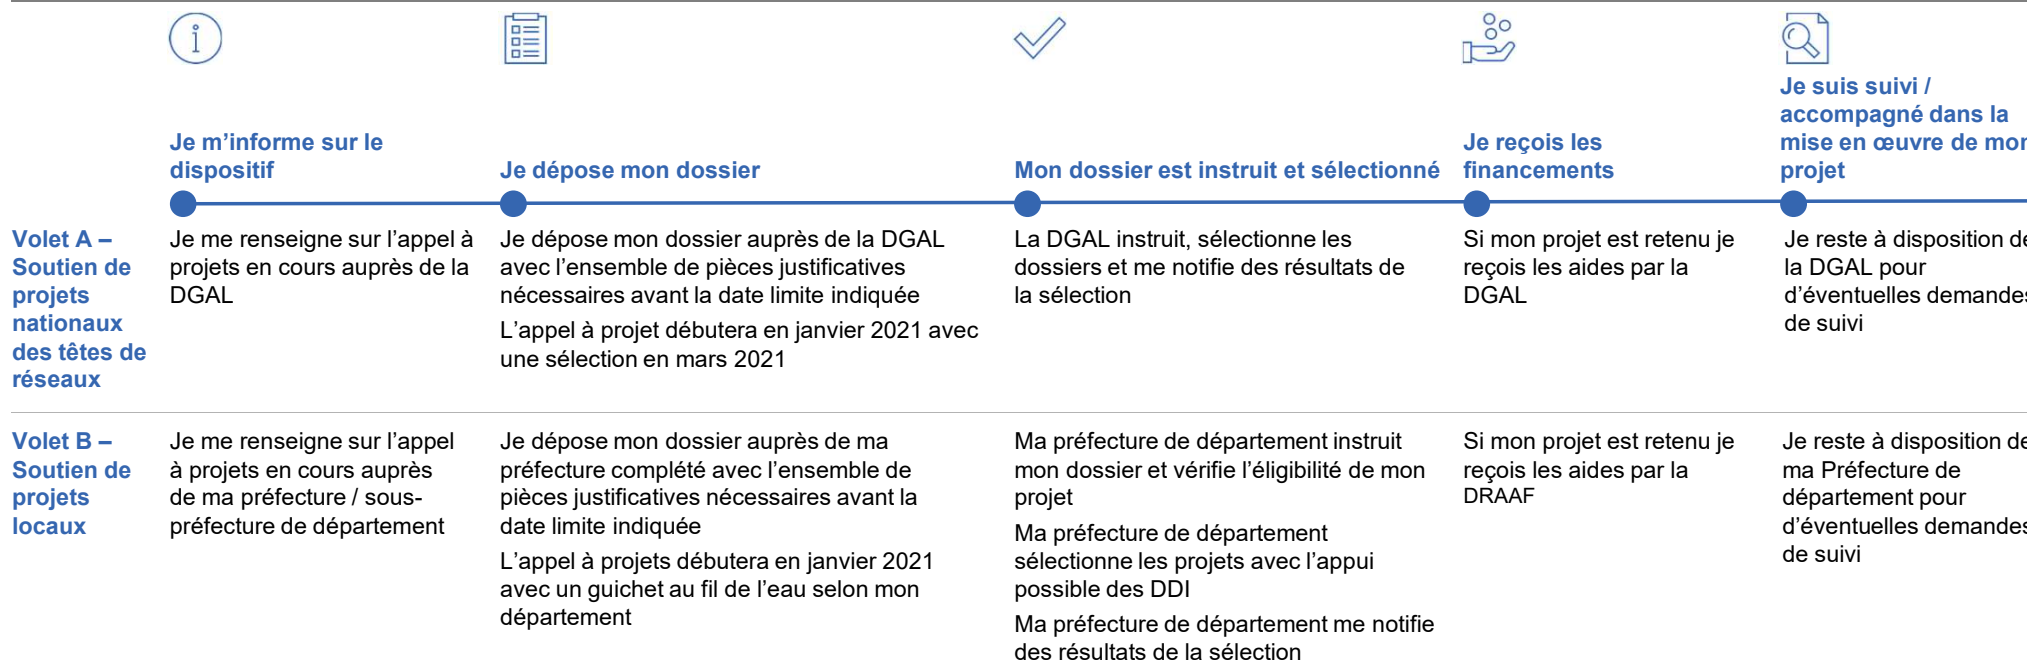 Je m’informe sur le
dispositif
Je dépose mon dossier
Mon dossier est instruit et sélectionné
Je reçois les
financements
Je suis suivi /
accompagné dans la
mise en œuvre de mon
projet
Volet A –
Soutien de
projets
nationaux
des têtes de
réseaux
Je me renseigne sur l’appel à
projets en cours auprès de la
DGAL
Je dépose mon dossier auprès de la DGAL
avec l’ensemble de pièces justificatives
nécessaires avant la date limite indiquée
L’appel à projet débutera en janvier 2021 avec
une sélection en mars 2021
La DGAL instruit, sélectionne les
dossiers et me notifie des résultats de
la sélection
Si mon projet est retenu je
reçois les aides par la
DGAL
Je reste à disposition de
la DGAL pour
d’éventuelles demandes
de suivi
Volet B –
Soutien de
projets
locaux
Je me renseigne sur l’appel
à projets en cours auprès
de ma préfecture / sous-
préfecture de département
Je dépose mon dossier auprès de ma
préfecture complété avec l’ensemble de
pièces justificatives nécessaires avant la
date limite indiquée
L’appel à projets débutera en janvier 2021
avec un guichet au fil de l’eau selon mon
département
Ma préfecture de département instruit
mon dossier et vérifie l’éligibilité de mon
projet
Ma préfecture de département
sélectionne les projets avec l’appui
possible des DDI
Ma préfecture de département me notifie
des résultats de la sélection
Si mon projet est retenu je
reçois les aides par la
DRAAF
Je reste à disposition de
ma Préfecture de
département pour
d’éventuelles demandes
de suivi